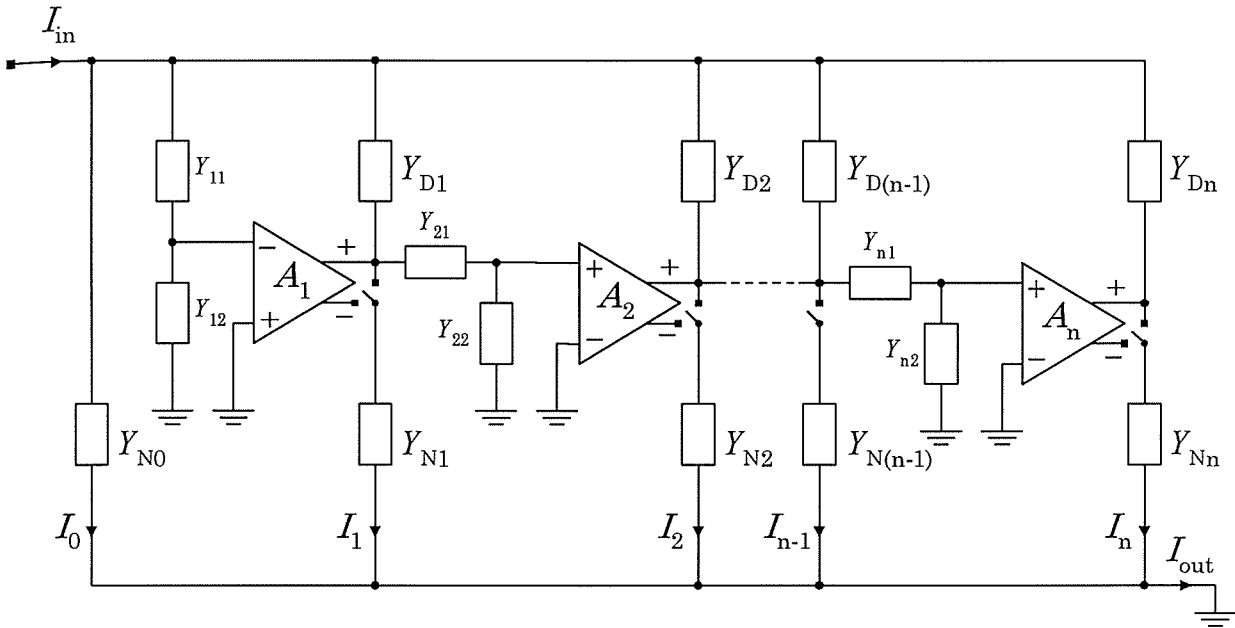 I_in
Y_11
Y_D1
Y_D2
Y_D(n-1)
Y_Dn
− A_1 + + −
Y_21
Y_12
Y_22
+ A_2 − + −
Y_n1
Y_n2
+ A_n − + −
Y_N0
Y_N1
Y_N2
Y_N(n-1)
Y_Nn
I_0
I_1
I_2
I_n-1
I_n
I_out